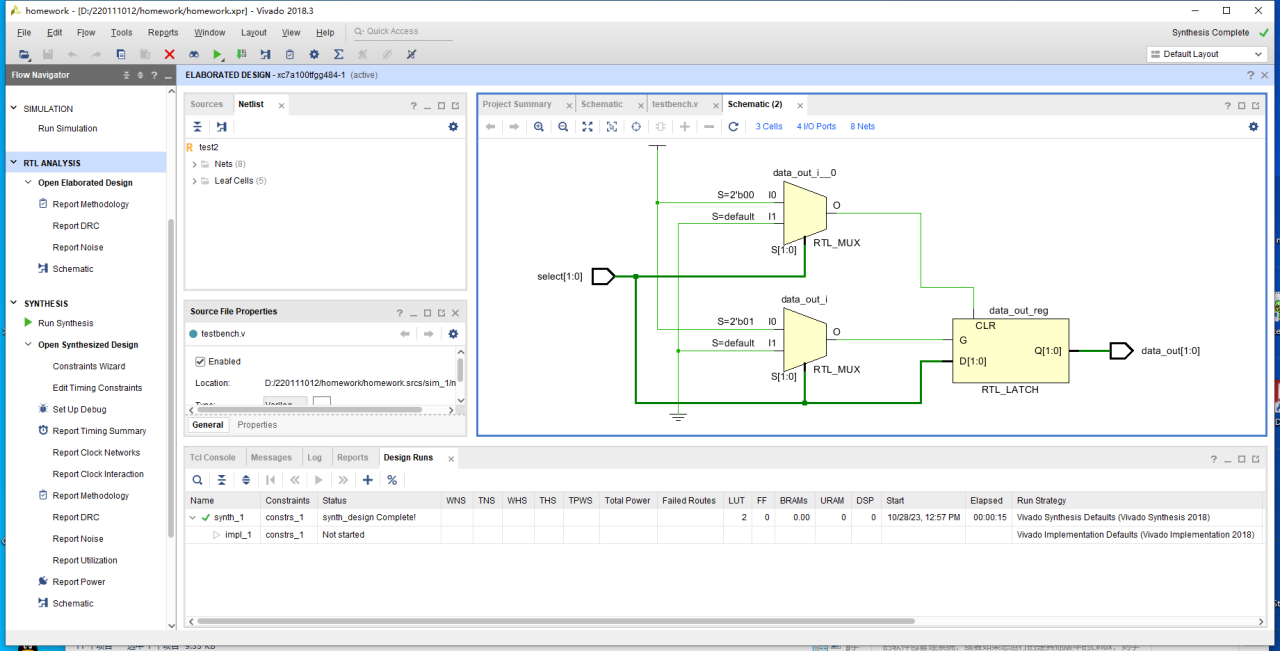 homework - [D:/220111012/homework/homework.xpr] - Vivado 2018.3
File Edit Flow Tools Reports Window Layout View Help Quick Access
Synthesis Complete
Default Layout
Flow Navigator
ELABORATED DESIGN - xc7a100tfgg484-1 (active)
SIMULATION
Run Simulation
RTL ANALYSIS
Open Elaborated Design
Report Methodology
Report DRC
Report Noise
Schematic
SYNTHESIS
Run Synthesis
Open Synthesized Design
Constraints Wizard
Edit Timing Constraints
Set Up Debug
Report Timing Summary
Report Clock Networks
Report Clock Interaction
Report Methodology
Report DRC
Report Noise
Report Utilization
Report Power
Schematic
Sources Netlist
test2
Nets (8)
Leaf Cells (5)
Source File Properties
testbench.v
Enabled
Location: D:/220111012/homework/homework.srcs/sim_1/n
General Properties
Project Summary Schematic testbench.v Schematic (2)
3 Cells 4 I/O Ports 8 Nets
data_out_i__0
S=2'b00 I0
S=default I1
O
S[1:0]
RTL_MUX
select[1:0]
data_out_i
S=2'b01 I0
S=default I1
O
S[1:0]
RTL_MUX
data_out_reg
CLR
G
D[1:0]
Q[1:0]
RTL_LATCH
data_out[1:0]
Tcl Console Messages Log Reports Design Runs
Name Constraints Status WNS TNS WHS THS TPWS Total Power Failed Routes LUT FF BRAMs URAM DSP Start Elapsed Run Strategy
synth_1 constrs_1 synth_design Complete! 2 0 0.00 0 0 10/28/23, 12:57 PM 00:00:15 Vivado Synthesis Defaults (Vivado Synthesis 2018)
impl_1 constrs_1 Not started Vivado Implementation Defaults (Vivado Implementation 2018)